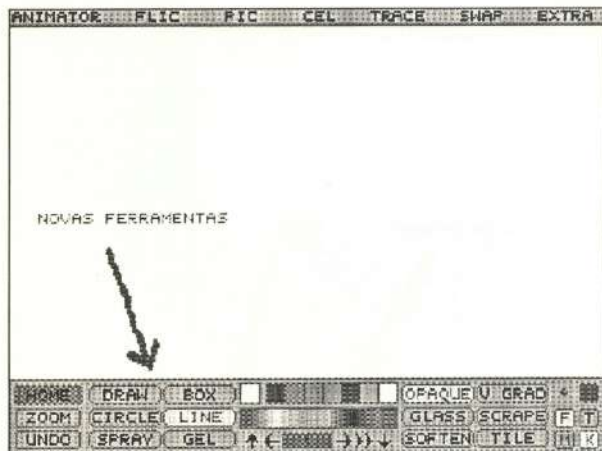 ANIMATOR FLIC PIC CEL TRACE SWAP EXTRA
NOVAS FERRAMENTAS
HOME DRAW BOX OPAQUE V GRAD
ZOOM CIRCLE LINE GLASS SCRAPE F T
UNDO SPRAY GEL SOFTEN TILE K